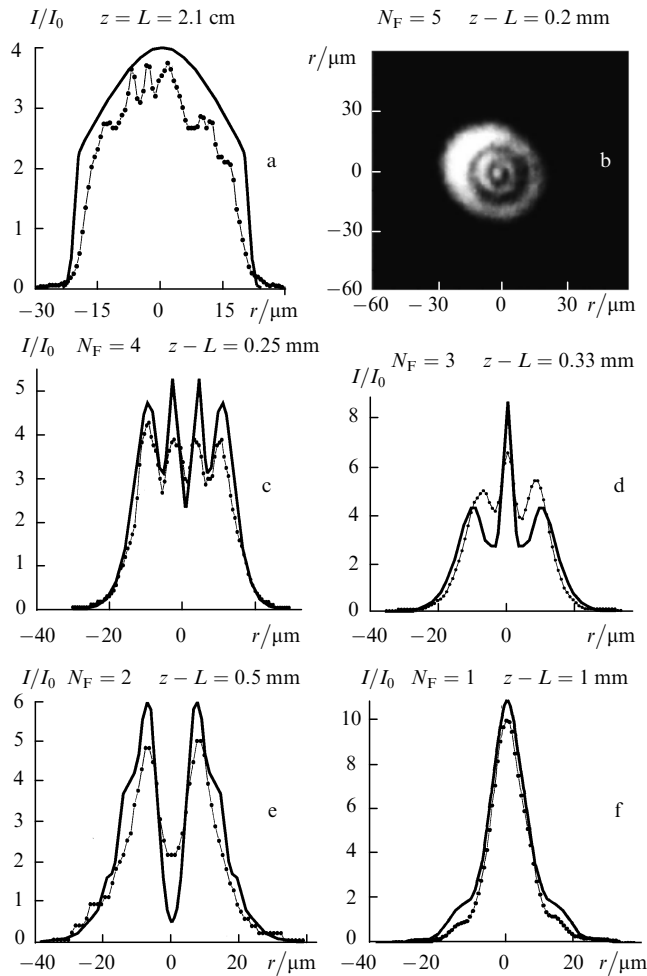 I/I₀ z = L = 2.1 cm
4
3
2
1
0
−30 −15 0 15 r/μm
a
N_F = 5 z − L = 0.2 mm
r/μm
30
0
−30
−60
−60 −30 0 30 r/μm
b
I/I₀ N_F = 4 z − L = 0.25 mm
5
4
3
2
1
0
−40 −20 0 r/μm
c
N_F = 3 z − L = 0.33 mm
I/I₀
8
6
4
2
0
−40 −20 0 20 r/μm
d
I/I₀ N_F = 2 z − L = 0.5 mm
6
5
4
3
2
1
0
−40 −20 0 20 r/μm
e
I/I₀ N_F = 1 z − L = 1 mm
10
8
6
4
2
0
−40 −20 0 20 r/μm
f